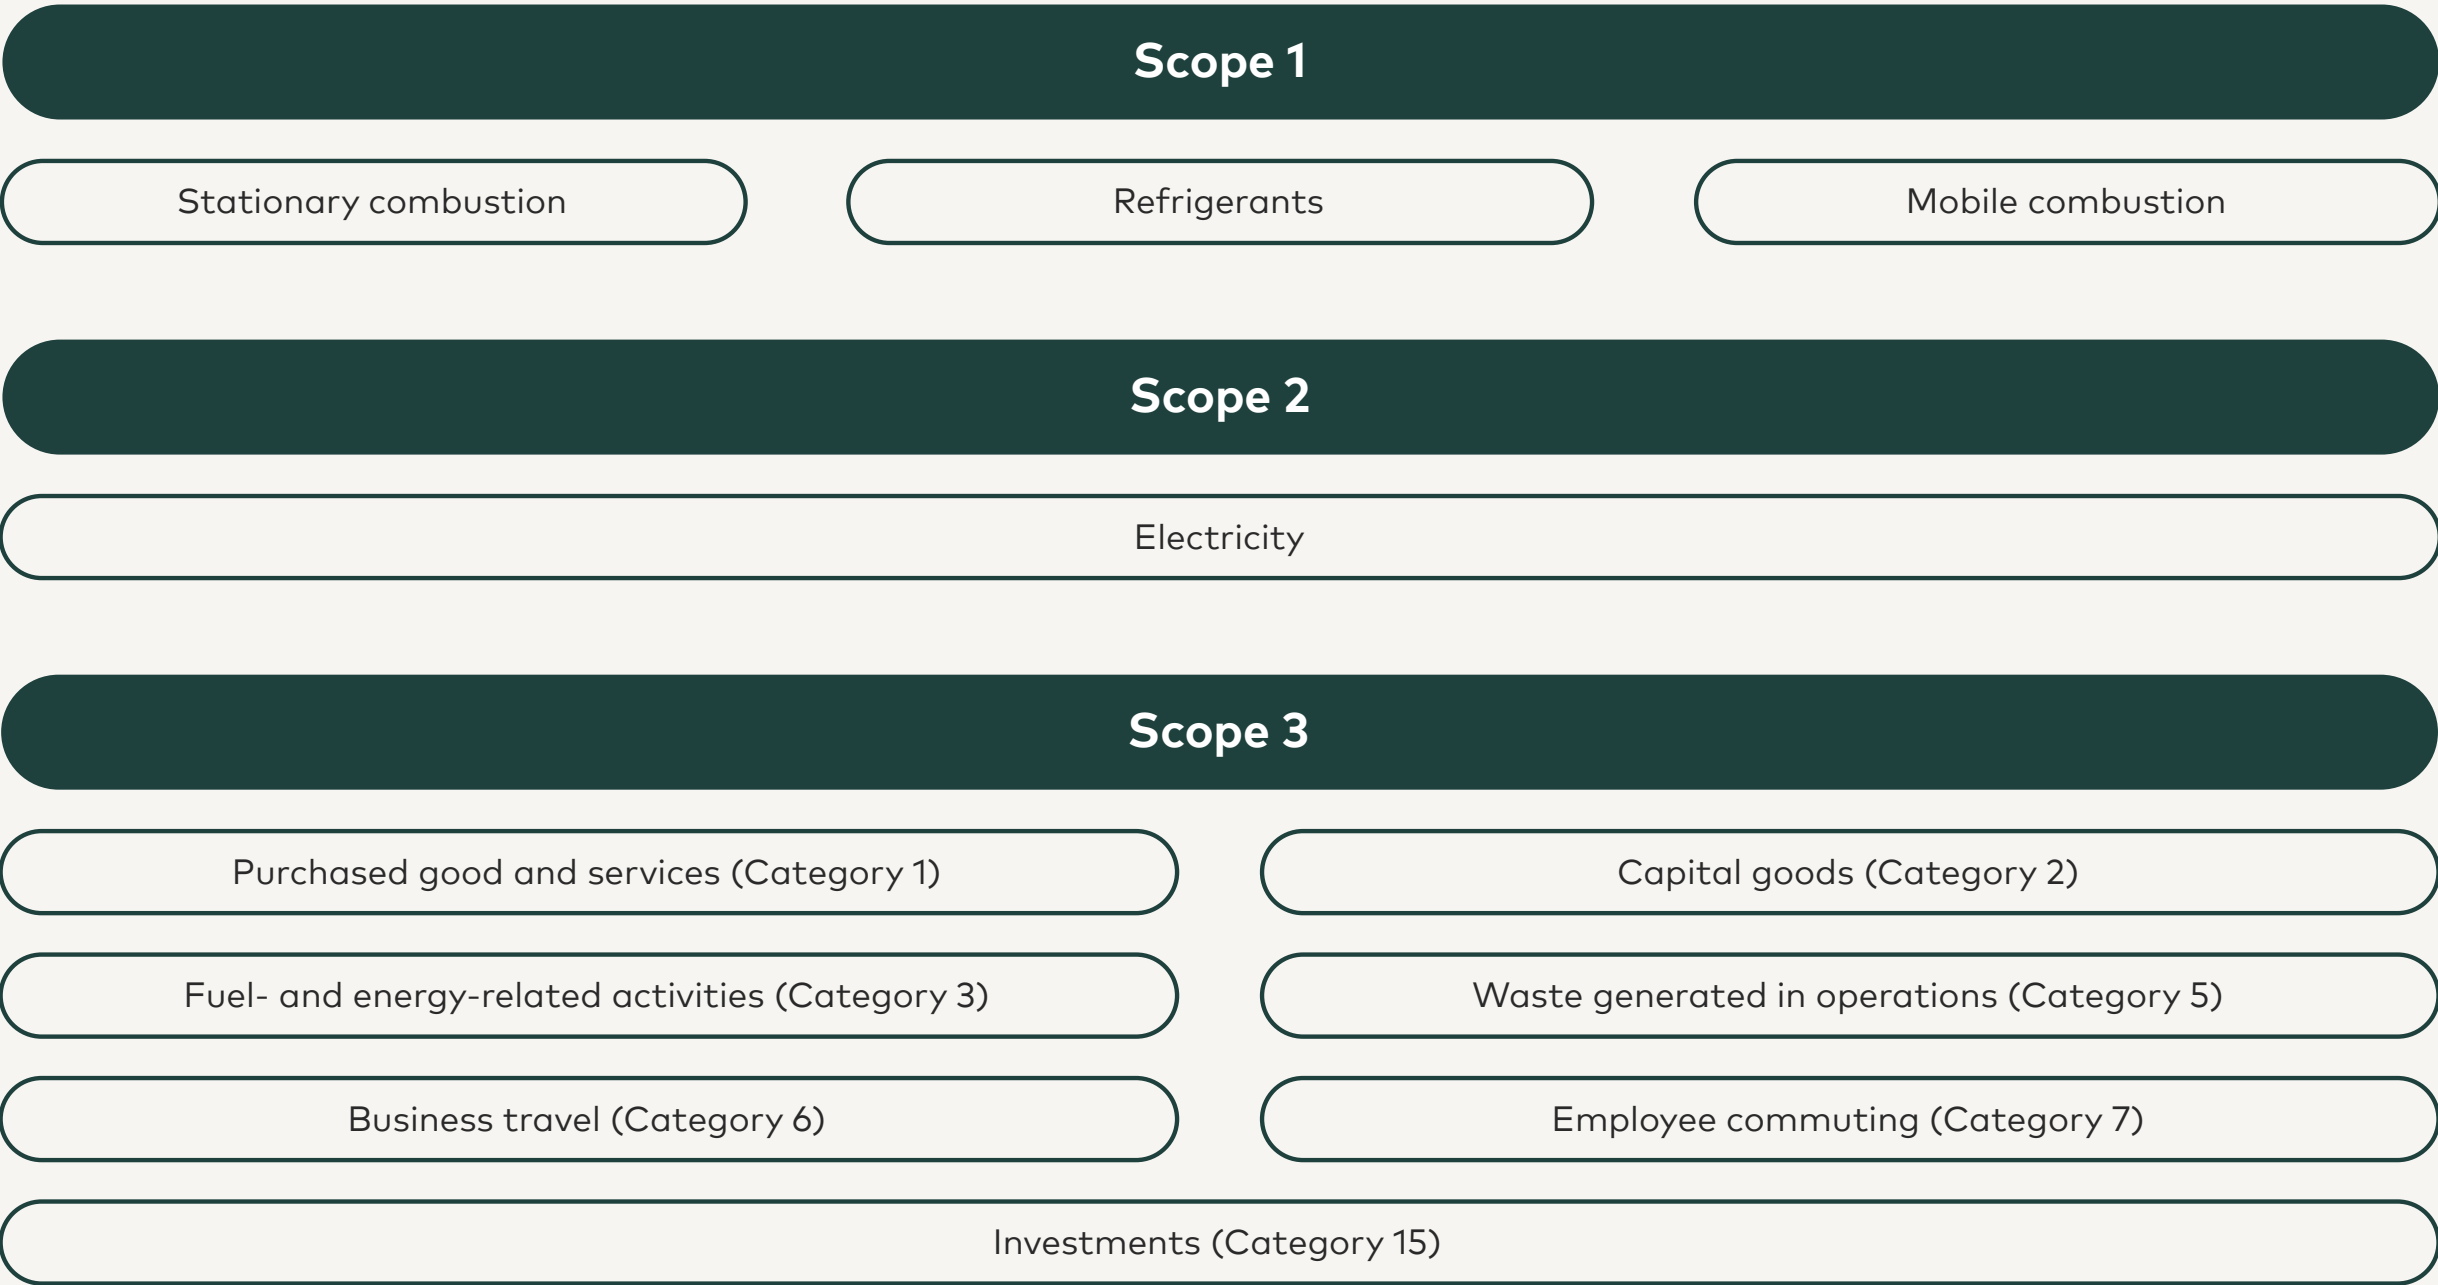 Scope 1
Stationary combustion
Refrigerants
Mobile combustion
Scope 2
Electricity
Scope 3
Purchased good and services (Category 1)
Capital goods (Category 2)
Fuel- and energy-related activities (Category 3)
Waste generated in operations (Category 5)
Business travel (Category 6)
Employee commuting (Category 7)
Investments (Category 15)